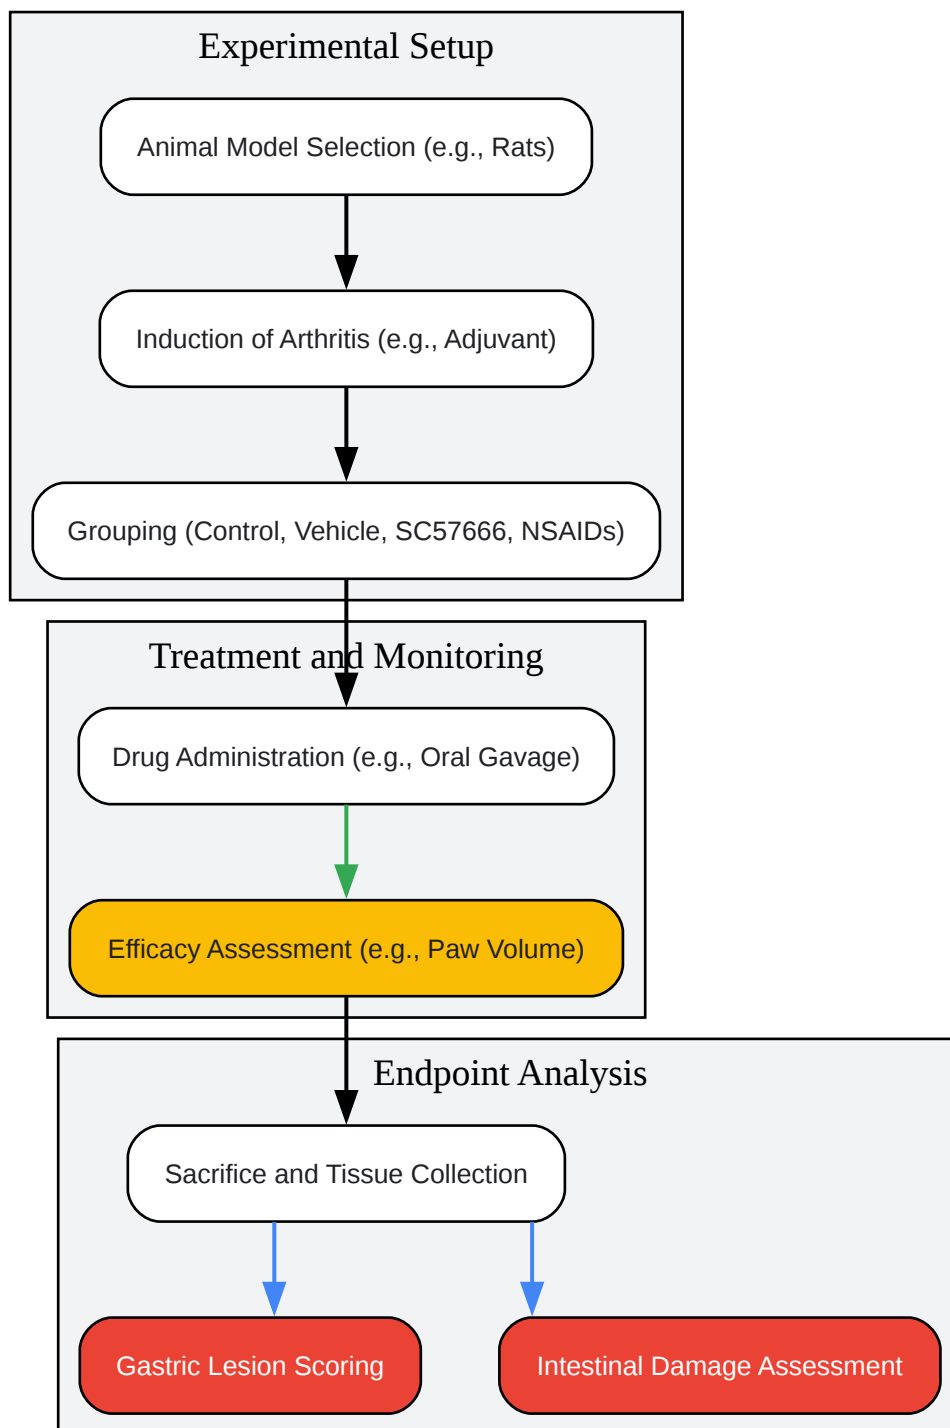 Experimental Setup
Animal Model Selection (e.g., Rats)
Induction of Arthritis (e.g., Adjuvant)
Grouping (Control, Vehicle, SC57666, NSAIDs)
Treatment and Monitoring
Drug Administration (e.g., Oral Gavage)
Efficacy Assessment (e.g., Paw Volume)
Endpoint Analysis
Sacrifice and Tissue Collection
Gastric Lesion Scoring
Intestinal Damage Assessment